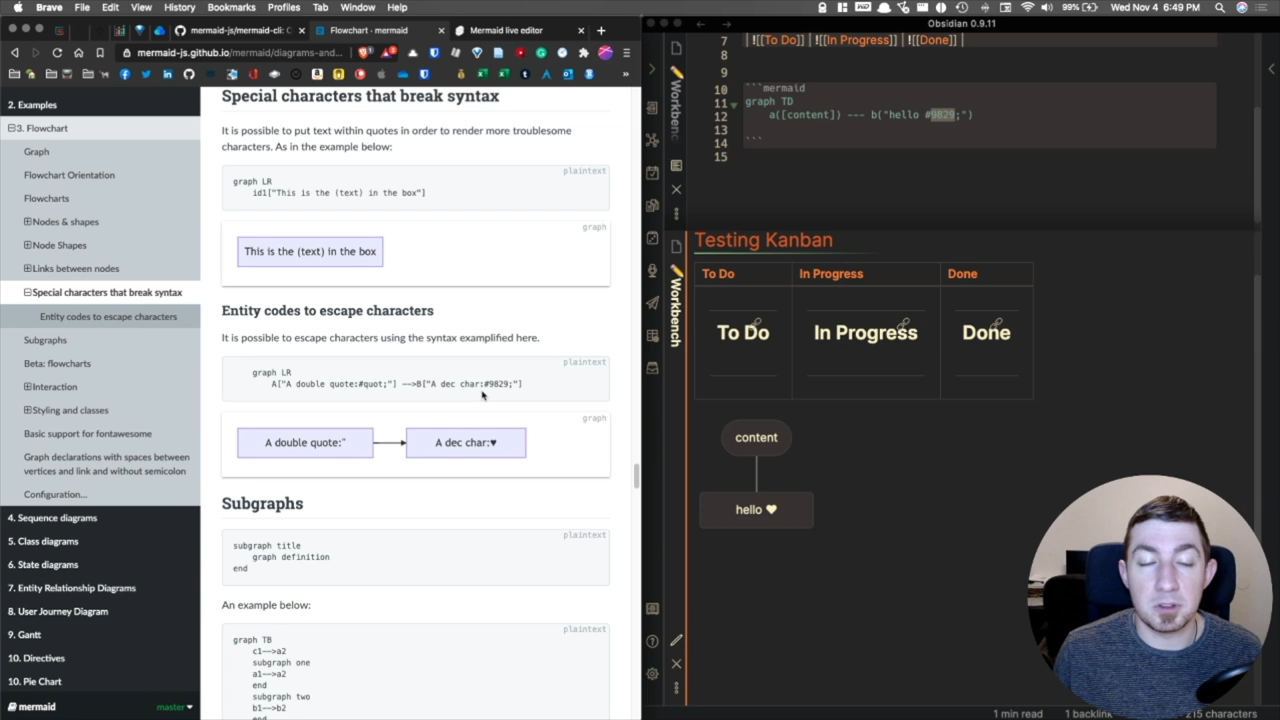 Brave File Edit View History Bookmarks Profiles Tab Window Help
99% Wed Nov 4 6:49 PM
mermaid-js/mermaid-cli: C
Flowchart · mermaid
Mermaid live editor
mermaid-js.github.io/mermaid/diagrams-and...
2. Examples
3. Flowchart
Graph
Flowchart Orientation
Flowcharts
Nodes & shapes
Node Shapes
Links between nodes
Special characters that break syntax
Entity codes to escape characters
Subgraphs
Beta: flowcharts
Interaction
Styling and classes
Basic support for fontawesome
Graph declarations with spaces between
vertices and link and without semicolon
Configuration...
4. Sequence diagrams
5. Class diagrams
6. State diagrams
7. Entity Relationship Diagrams
8. User Journey Diagram
9. Gantt
10. Directives
10. Pie Chart
mermaid master
Special characters that break syntax
It is possible to put text within quotes in order to render more troublesome
characters. As in the example below:
plaintext
graph LR
id1["This is the (text) in the box"]
graph
This is the (text) in the box
Entity codes to escape characters
It is possible to escape characters using the syntax examplified here.
plaintext
graph LR
A["A double quote:#quot;"] -->B["A dec char:#9829;"]
graph
A double quote:"
A dec char:♥
Subgraphs
plaintext
subgraph title
graph definition
end
An example below:
plaintext
graph TB
c1-->a2
subgraph one
a1-->a2
end
subgraph two
b1-->b2
end
Obsidian 0.9.11
7 | ![[To Do]] | ![[In Progress]] | ![[Done]] |
8
9
10 ```mermaid
11 graph TD
12 a([content]) --- b("hello #9829;")
13
14 ```
15
Workbench
Testing Kanban
To Do In Progress Done
To Do In Progress Done
Workbench
content
hello ♥
1 min read 1 backlink 215 characters